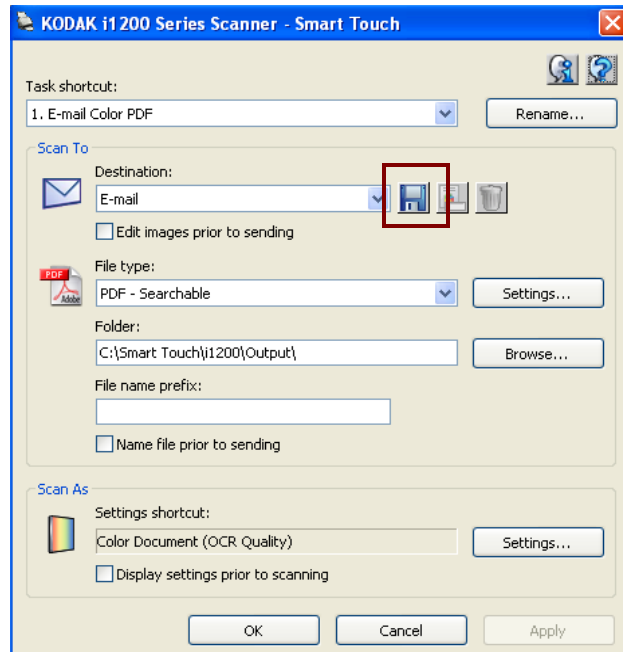 KODAK i1200 Series Scanner - Smart Touch
Task shortcut:
1. E-mail Color PDF
Rename...
Scan To
Destination:
E-mail
Edit images prior to sending
File type:
PDF
Adobe
PDF - Searchable
Settings...
Folder:
C:\Smart Touch\i1200\Output\
Browse...
File name prefix:
Name file prior to sending
Scan As
Settings shortcut:
Color Document (OCR Quality)
Settings...
Display settings prior to scanning
OK
Cancel
Apply